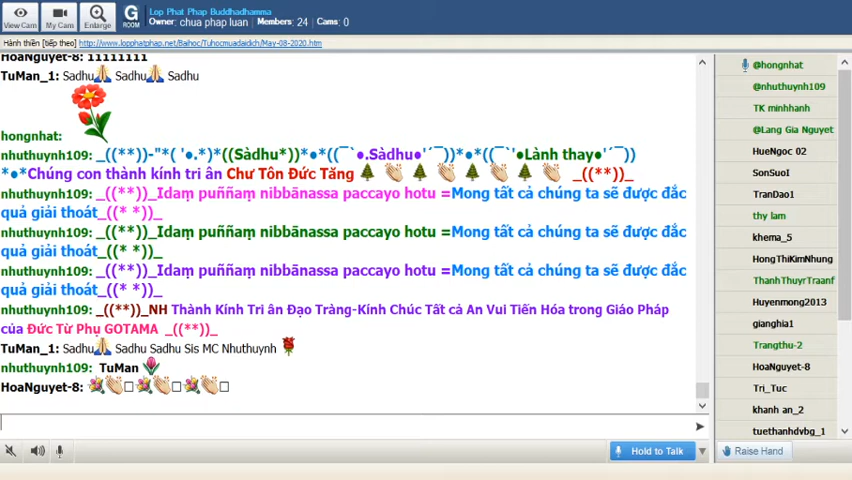 Lop Phat Phap Buddhadhamma
Owner: chua phap luan Members: 24 Cams: 0
View Cam
My Cam
Enlarge
G
ROOM
Hành thiền [tiếp theo] http://www.lopphatphap.net/Baihoc/Tuhocmuadaidich/May-08-2020.htm
HoaNguyet-8: 11111111
TuMan_1: Sadhu Sadhu Sadhu
hongnhat:
nhuthuynh109: _((**))-"*( '•.*)*((Sàdhu*))*•*((¯`•.Sàdhu•'´¯))*•*((¯`'•Lành thay•'´¯))
*•*Chúng con thành kính tri ân Chư Tôn Đức Tăng _((**))_
nhuthuynh109: _((**))_Idaṃ puññaṃ nibbānassa paccayo hotu =Mong tất cả chúng ta sẽ được đắc
quả giải thoát_((* *))_
nhuthuynh109: _((**))_Idaṃ puññaṃ nibbānassa paccayo hotu =Mong tất cả chúng ta sẽ được đắc
quả giải thoát_((* *))_
nhuthuynh109: _((**))_Idaṃ puññaṃ nibbānassa paccayo hotu =Mong tất cả chúng ta sẽ được đắc
quả giải thoát_((* *))_
nhuthuynh109: _((**))_NH Thành Kính Tri ân Đạo Tràng-Kính Chúc Tất cả An Vui Tiến Hóa trong Giáo Pháp
của Đức Từ Phụ GOTAMA _((**))_
TuMan_1: Sadhu Sadhu Sadhu Sis MC Nhuthuynh
nhuthuynh109: TuMan
HoaNguyet-8:
@hongnhat
@nhuthuynh109
TK minhhanh
@Lang Gia Nguyet
HueNgoc 02
SonSuoI
TranDao1
thy lam
khema_5
HongThiKimNhung
ThanhThuyrTraanf
Huyenmong2013
gianghia1
Trangthu-2
HoaNguyet-8
Tri_Tuc
khanh an_2
tuethanhdvbg_1
Hold to Talk
Raise Hand